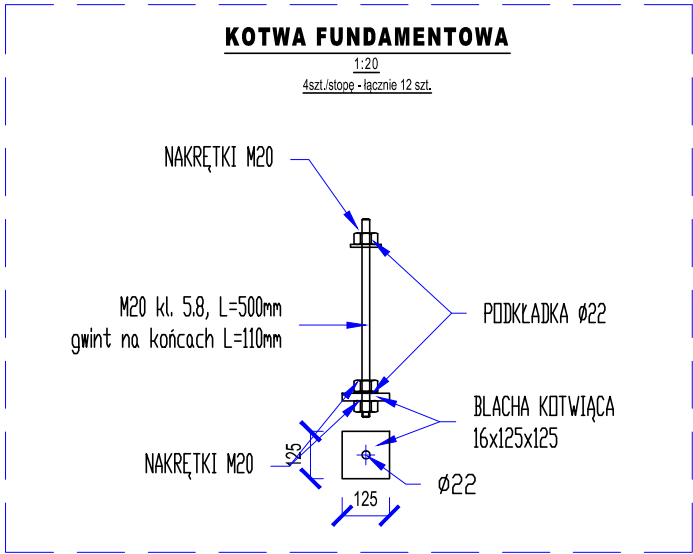 KOTWA FUNDAMENTOWA
1:20
4szt./stopę - łącznie 12 szt.
NAKRĘTKI M20
M20 kl. 5.8, L=500mm
gwint na końcach L=110mm
PODKŁADKA Ø22
BLACHA KOTWIĄCA
16x125x125
125
NAKRĘTKI M20
Ø22
125